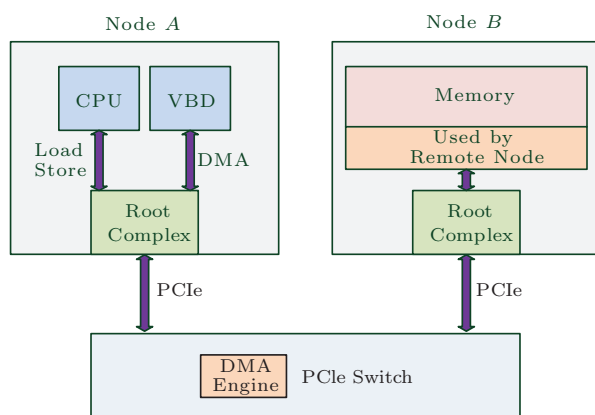 Node A
Node B
CPU
VBD
Memory
Used by
Remote Node
Load
Store
DMA
Root
Complex
Root
Complex
PCIe
PCIe
DMA
Engine
PCle Switch